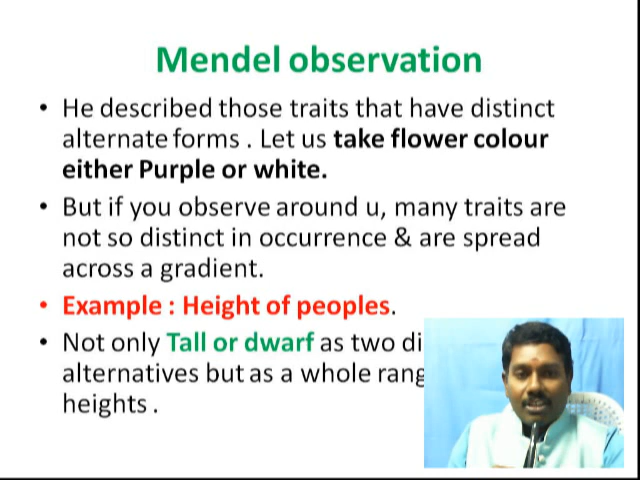 Mendel observation
• He described those traits that have distinct
alternate forms . Let us take flower colour
either Purple or white.
• But if you observe around u, many traits are
not so distinct in occurrence & are spread
across a gradient.
• Example : Height of peoples.
• Not only Tall or dwarf as two
alternatives but as a whole
heights .